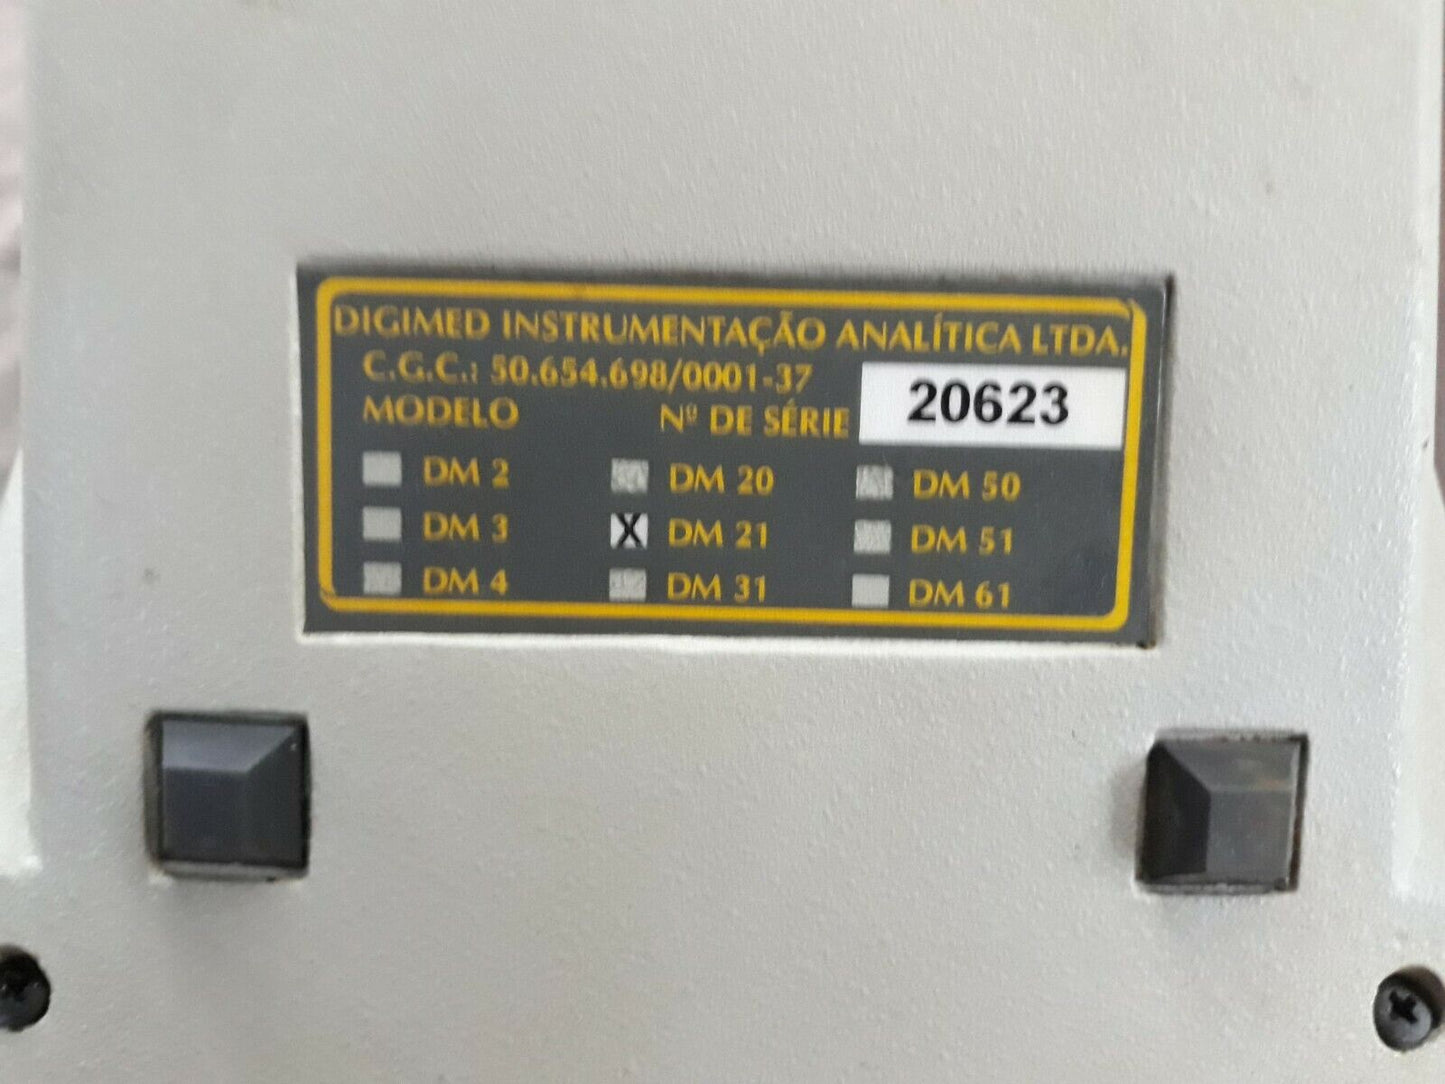 DIGIMED INSTRUMENTAÇÃO ANALÍTICA LTDA.
C.G.C.: 50.654.698/0001-37
MODELO Nº DE SÉRIE 20623
DM 2 DM 20 DM 50
DM 3 X DM 21 DM 51
DM 4 DM 31 DM 61